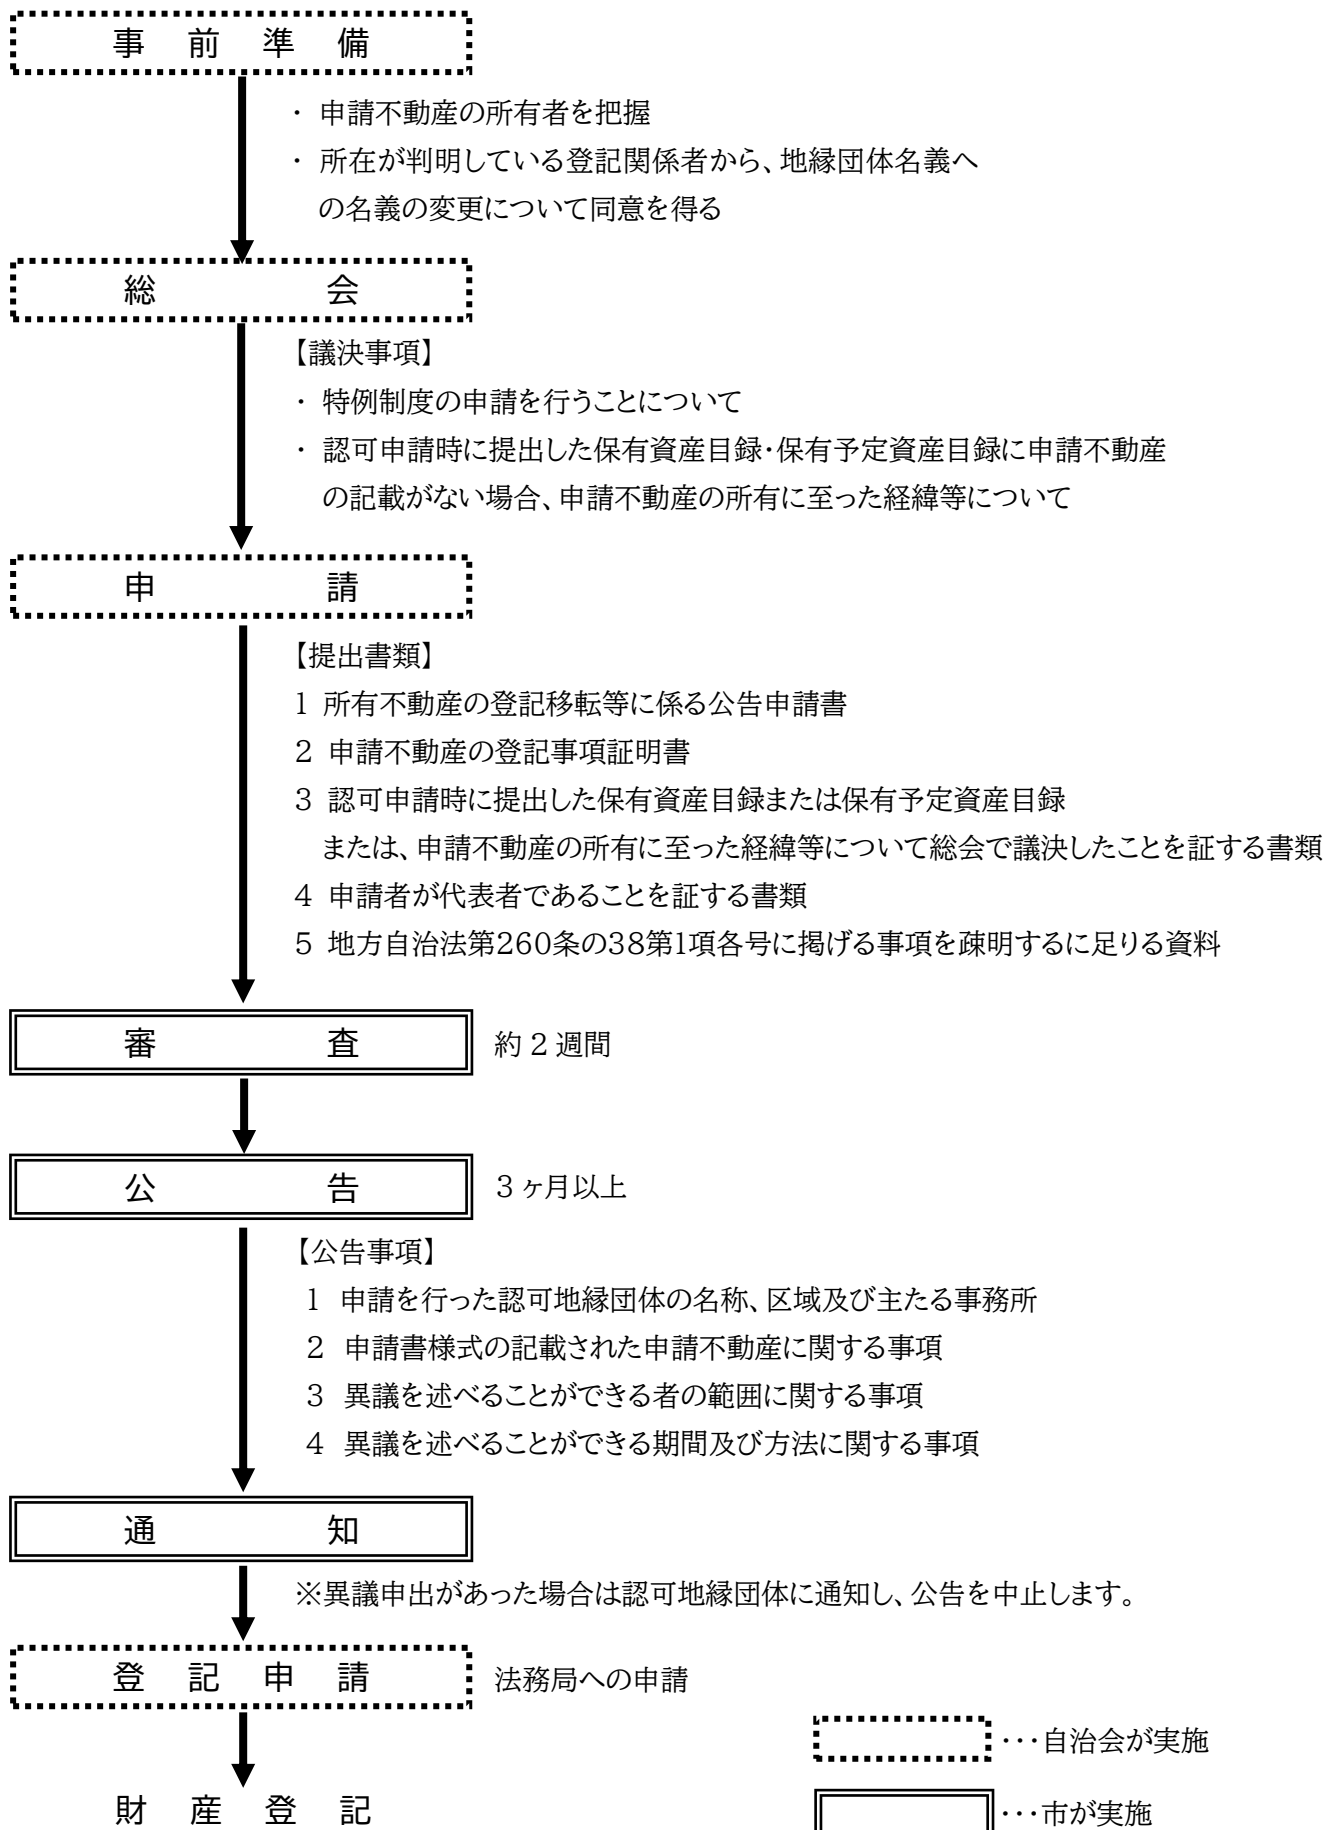 事前準備
・ 申請不動産の所有者を把握
・ 所在が判明している登記関係者から、地縁団体名義へ
の名義の変更について同意を得る
総会
【議決事項】
・ 特例制度の申請を行うことについて
・ 認可申請時に提出した保有資産目録・保有予定資産目録に申請不動産
の記載がない場合、申請不動産の所有に至った経緯等について
申請
【提出書類】
1 所有不動産の登記移転等に係る公告申請書
2 申請不動産の登記事項証明書
3 認可申請時に提出した保有資産目録または保有予定資産目録
または、申請不動産の所有に至った経緯等について総会で議決したことを証する書類
4 申請者が代表者であることを証する書類
5 地方自治法第260条の38第1項各号に掲げる事項を疎明するに足りる資料
審査 約２週間
公告 ３ヶ月以上
【公告事項】
1 申請を行った認可地縁団体の名称、区域及び主たる事務所
2 申請書様式の記載された申請不動産に関する事項
3 異議を述べることができる者の範囲に関する事項
4 異議を述べることができる期間及び方法に関する事項
通知
※異議申出があった場合は認可地縁団体に通知し、公告を中止します。
登記申請 法務局への申請
・・・自治会が実施
財産登記
・・・市が実施